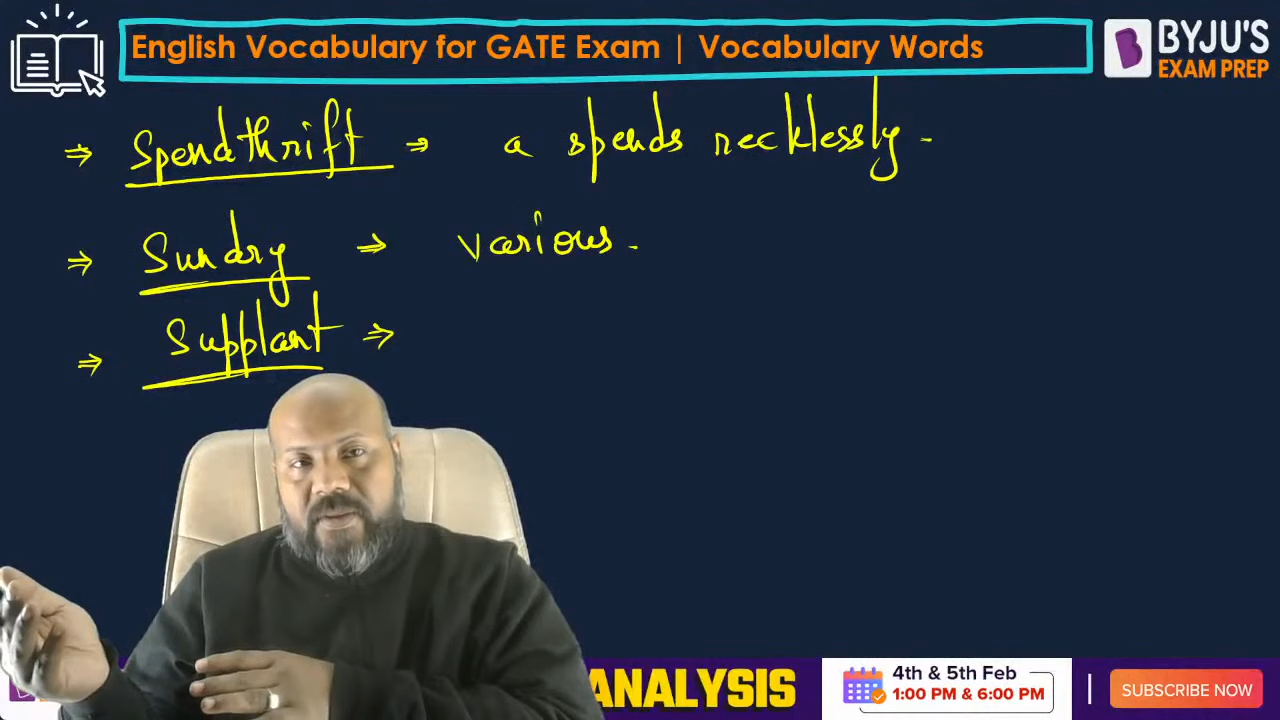 English Vocabulary for GATE Exam | Vocabulary Words
BYJU'S
EXAM PREP
⇒ Spendthrift ⇒ a spends recklessly.
⇒ Sundry ⇒ various.
⇒ Supplant ⇒
ANALYSIS
4th & 5th Feb
1:00 PM & 6:00 PM
SUBSCRIBE NOW